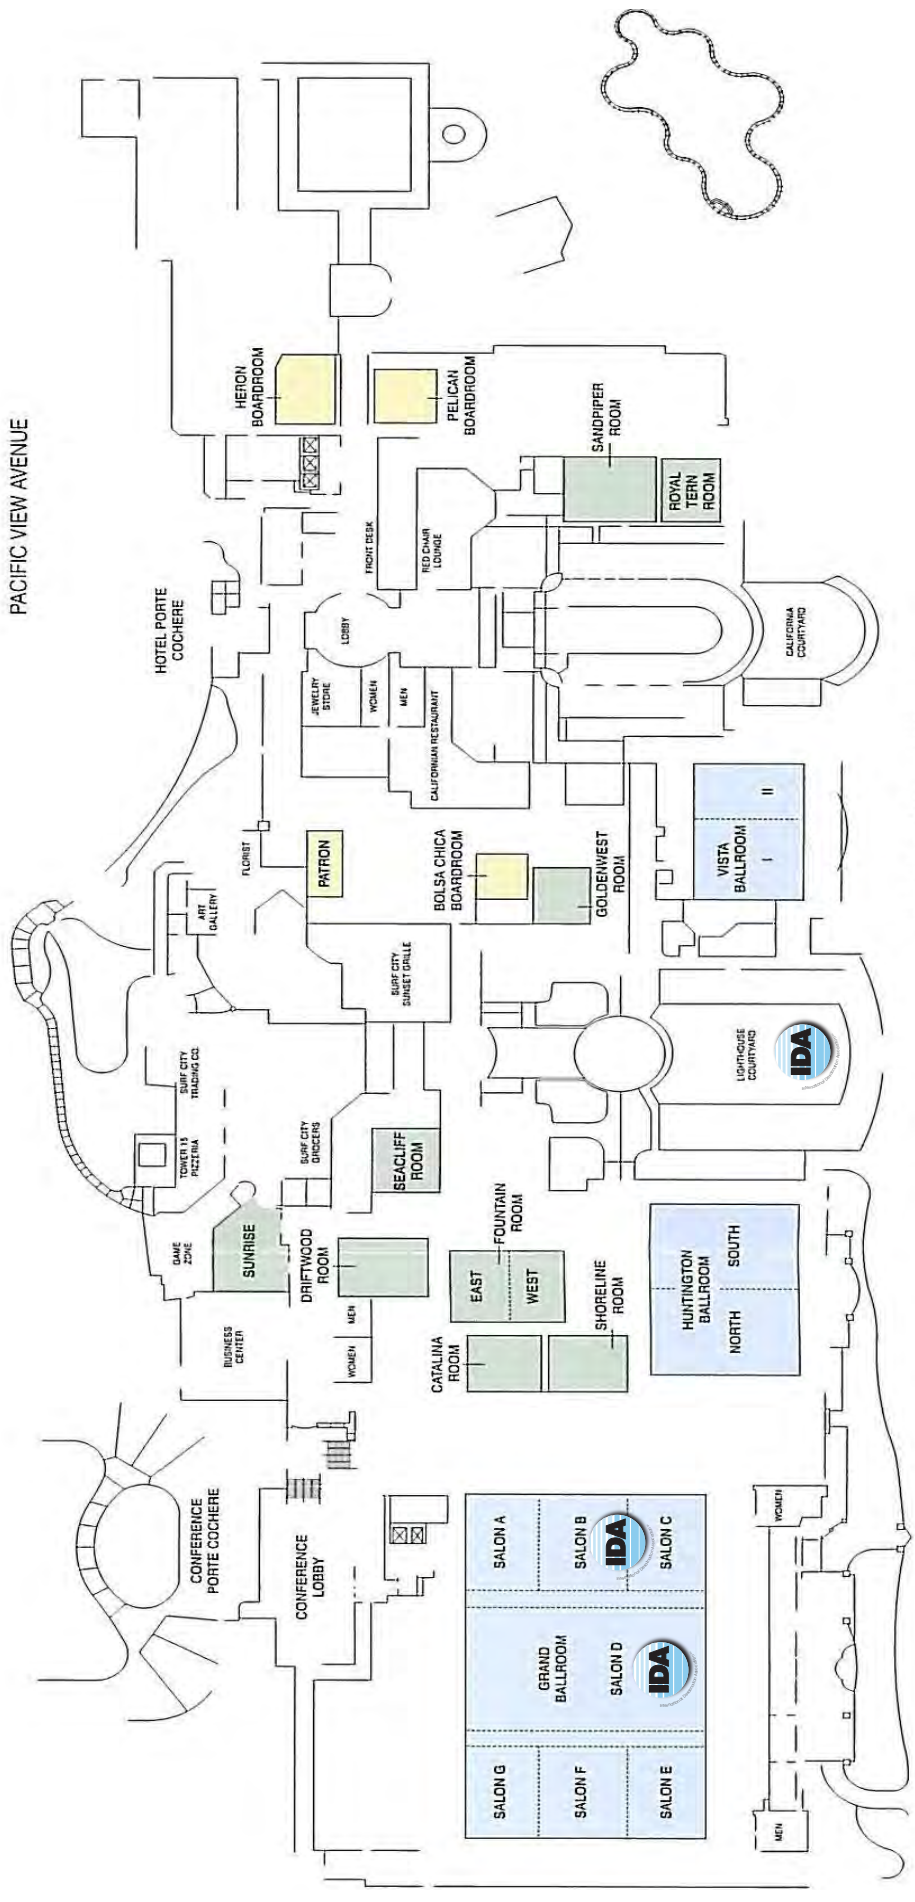 PACIFIC VIEW AVENUE
CONFERENCE
PORTE COCHERE
CONFERENCE
LOBBY
SALON G
SALON F
SALON E
GRAND
BALLROOM
SALON D
IDA
SALON A
SALON B
IDA
SALON C
MEN
WOMEN
BUSINESS
CENTER
GAME
ZONE
SUNRISE
TOWER 15
PIZZERIA
SURF CITY
TRADING CO.
SURF CITY
GROCERS
WOMEN
MEN
DRIFTWOOD
ROOM
SEACLIFF
ROOM
CATALINA
ROOM
EAST
WEST
FOUNTAIN
ROOM
SHORELINE
ROOM
HUNTINGTON
BALLROOM
NORTH
SOUTH
LIGHTHOUSE
COURTYARD
IDA
ART
GALLERY
FLORIST
PATRON
SURF CITY
SUNSET GRILLE
BOLSA CHICA
BOARDROOM
GOLDENWEST
ROOM
VISTA
BALLROOM
I
II
HOTEL PORTE
COCHERE
JEWELRY
STORE
WOMEN
MEN
LOBBY
CALIFORNIAN RESTAURANT
FRONT DESK
RED CHAIR
LOUNGE
CALIFORNIA
COURTYARD
HERON
BOARDROOM
PELICAN
BOARDROOM
SANDPIPER
ROOM
ROYAL
TERN
ROOM